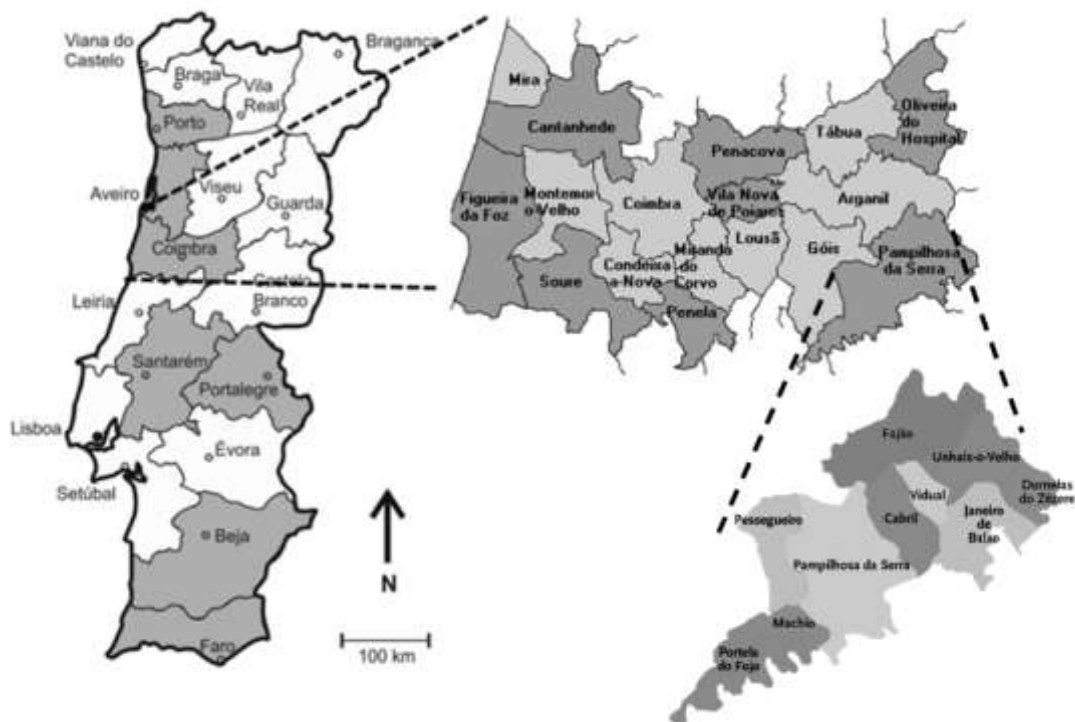 Viana do
Castelo
Bragança
Braga
Vila
Real
Porto
Aveiro
Viseu
Guarda
Coimbra
Castelo
Branco
Leiria
Santarém
Portalegre
Lisboa
Évora
Setúbal
Beja
Faro
N
100 km
Mira
Cantanhede
Figueira
da Foz
Montemor
o-Velho
Coimbra
Penacova
Tábua
Oliveira
do
Hospital
Vila Nova
de Poiares
Arganil
Lousã
Góis
Pampilhosa
da Serra
Soure
Condeixa
a-Nova
Miranda
do
Corvo
Penela
Fajão
Unhais-o-Velho
Dornelas
do Zêzere
Vidual
Cabril
Janeiro
de
Baixo
Pessegueiro
Pampilhosa da Serra
Machio
Portela
do Fojo